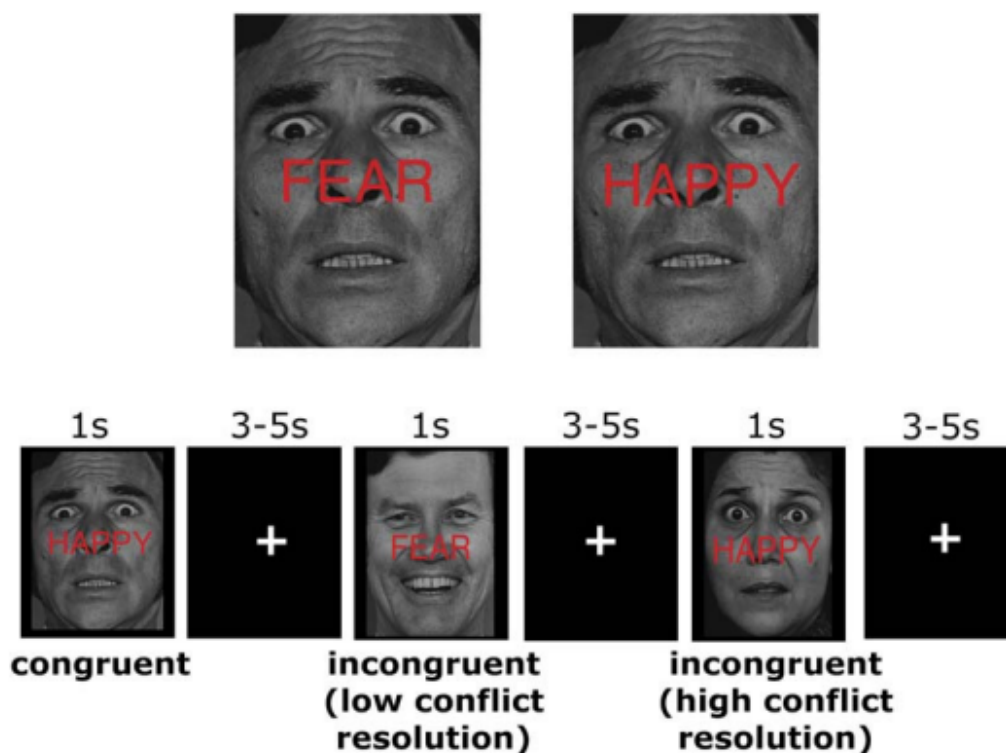 FEAR HAPPY
1s 3-5s 1s 3-5s 1s 3-5s
HAPPY FEAR HAPPY
congruent incongruent incongruent
(low conflict (high conflict
resolution) resolution)